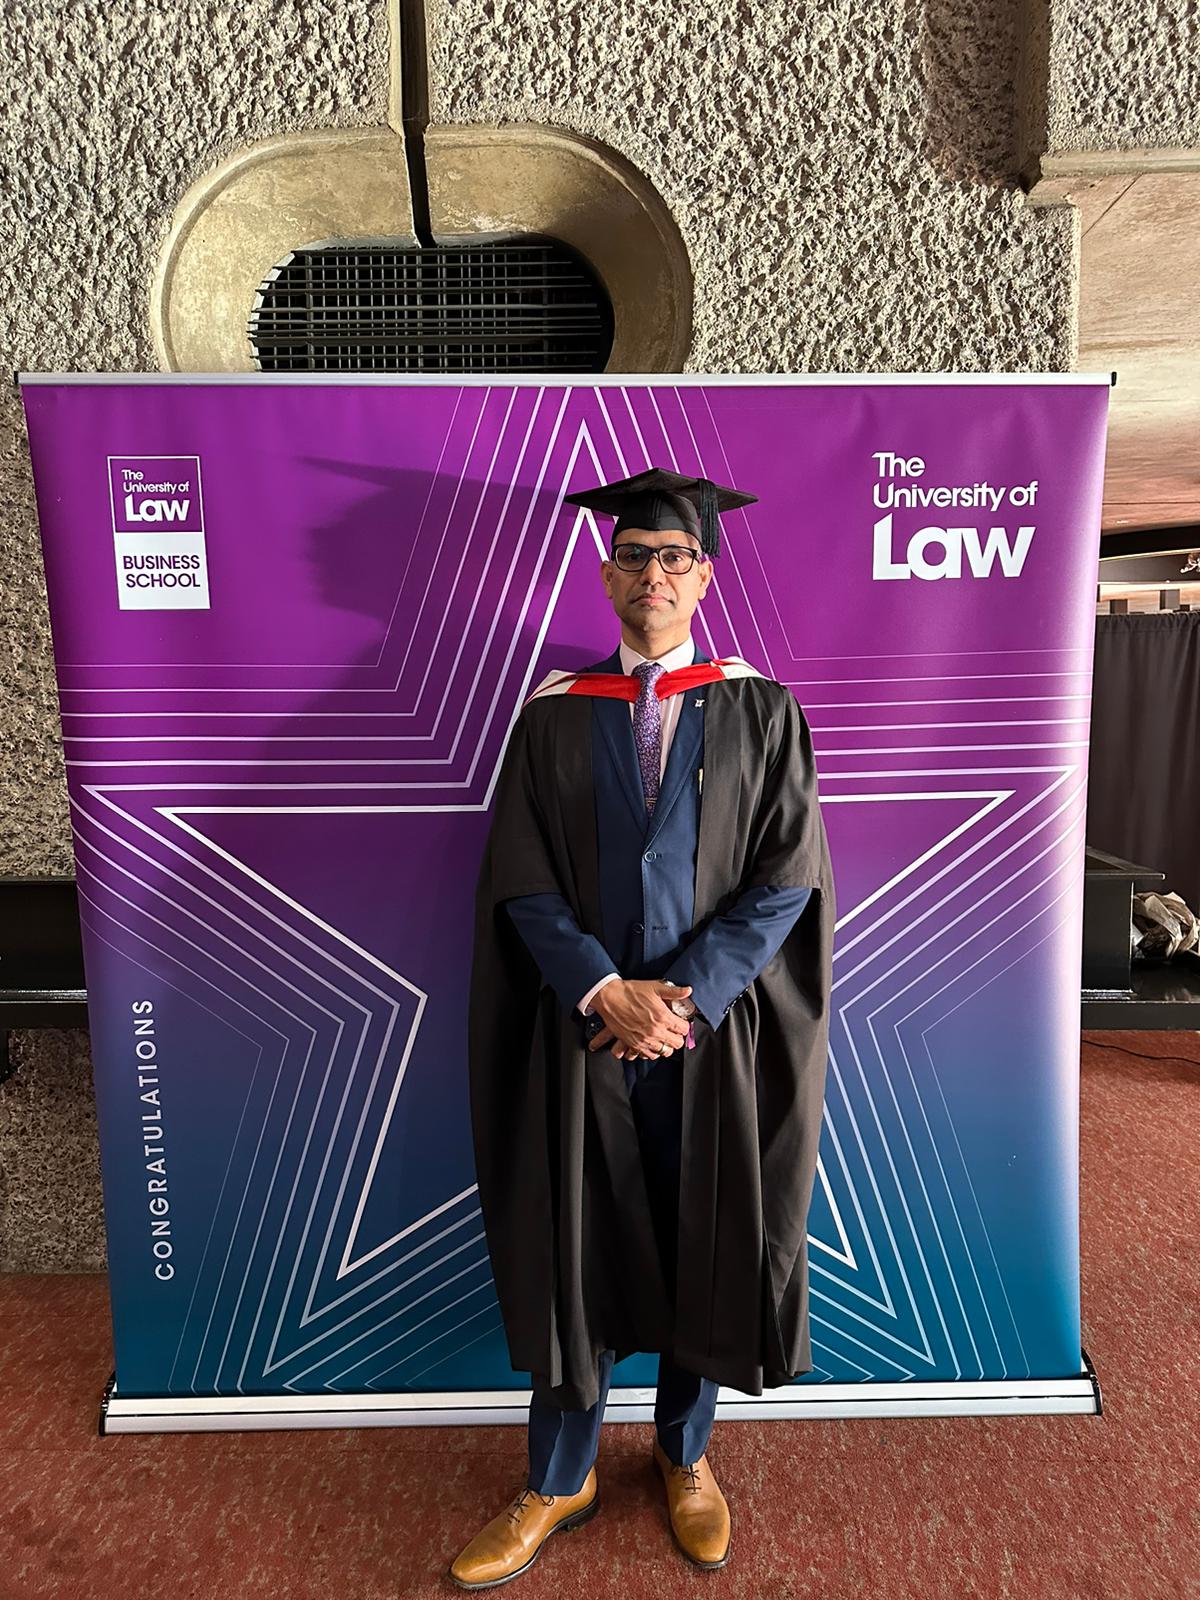 The
University of
Law
BUSINESS
SCHOOL
The
University of
Law
CONGRATULATIONS